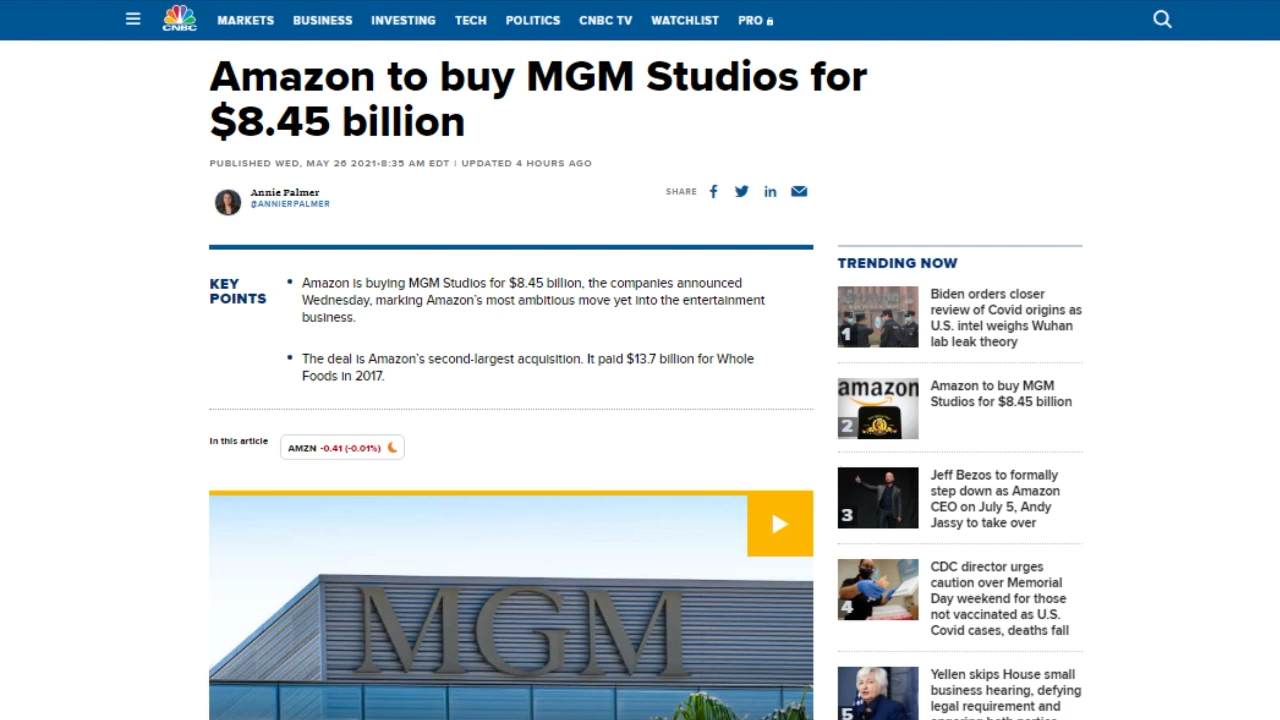 MARKETS BUSINESS INVESTING TECH POLITICS CNBC TV WATCHLIST PRO
CNBC
Amazon to buy MGM Studios for
$8.45 billion
PUBLISHED WED, MAY 26 2021•8:35 AM EDT | UPDATED 4 HOURS AGO
Annie Palmer
@ANNIERPALMER
SHARE
KEY
POINTS
• Amazon is buying MGM Studios for $8.45 billion, the companies announced
Wednesday, marking Amazon's most ambitious move yet into the entertainment
business.
• The deal is Amazon's second-largest acquisition. It paid $13.7 billion for Whole
Foods in 2017.
In this article
AMZN -0.41 (-0.01%)
MGM
TRENDING NOW
1
Biden orders closer
review of Covid origins as
U.S. intel weighs Wuhan
lab leak theory
amazon
2
Amazon to buy MGM
Studios for $8.45 billion
3
Jeff Bezos to formally
step down as Amazon
CEO on July 5, Andy
Jassy to take over
4
CDC director urges
caution over Memorial
Day weekend for those
not vaccinated as U.S.
Covid cases, deaths fall
5
Yellen skips House small
business hearing, defying
legal requirement and